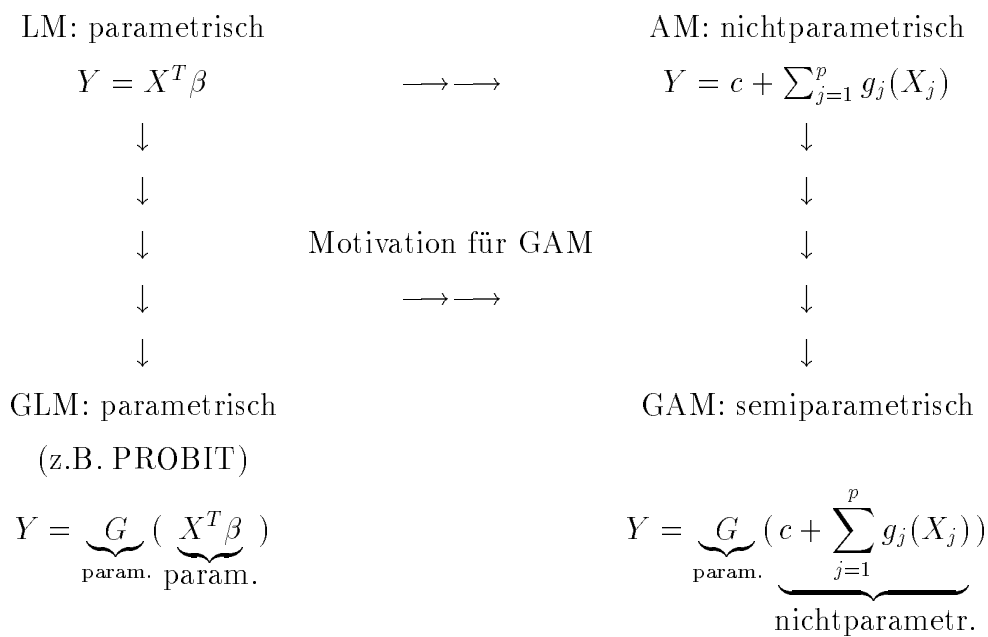 LM: parametrisch AM: nichtparametrisch
Y = X^T β ⟶⟶ Y = c + ∑_{j=1}^{p} g_j(X_j)
↓ ↓
↓ ↓
↓ Motivation für GAM ↓
↓ ⟶⟶ ↓
↓ ↓
GLM: parametrisch GAM: semiparametrisch
(z.B. PROBIT)
Y = G ( X^T β ) Y = G ( c + ∑_{j=1}^{p} g_j(X_j) )
param. param. param.
nichtparametr.